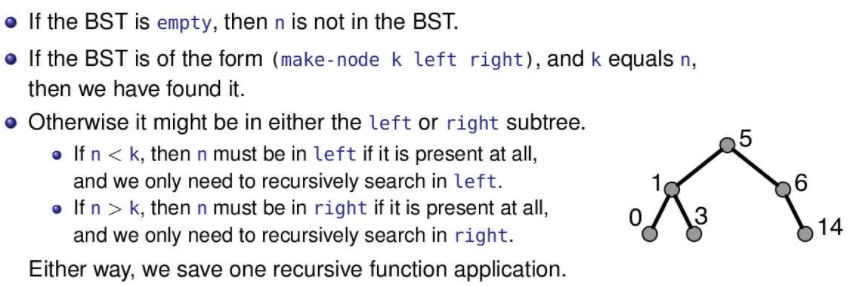 If the BST is empty, then n is not in the BST.
If the BST is of the form (make-node k left right), and k equals n,
then we have found it.
Otherwise it might be in either the left or right subtree.
If n < k, then n must be in left if it is present at all,
and we only need to recursively search in left.
If n > k, then n must be in right if it is present at all,
and we only need to recursively search in right.
Either way, we save one recursive function application.
5
1
6
0
3
14